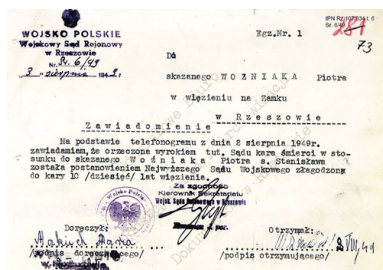 WOJSKO POLSKIE
Wojskowy Sąd Rejonowy
w Rzeszowie
Nr. Sr. 6/49
3 sierpnia 1949 r.
Egz. Nr. 1
73
Do
skazanego WOŹNIAKA Piotra
w więzieniu na Zamku
w Rzeszowie
Zawiadomienie
Na podstawie telefonogramu z dnia 2 sierpnia 1949r.
zawiadamiam, że orzeczona wyrokiem tut. Sądu kara śmierci w sto-
sunku do skazanego Woźniaka Piotra s. Stanisława
została postanowieniem Najwyższego Sądu Wojskowego złagodzona
do kary 10 /dziesięć/ lat więzienia.
Za zgodność
Kierownik Sekretariatu
Wojsk. Sądu Rejonowego w Rzeszowie
Doręczył:
Otrzymał:
/podpis doręczającego/
/podpis otrzymującego/